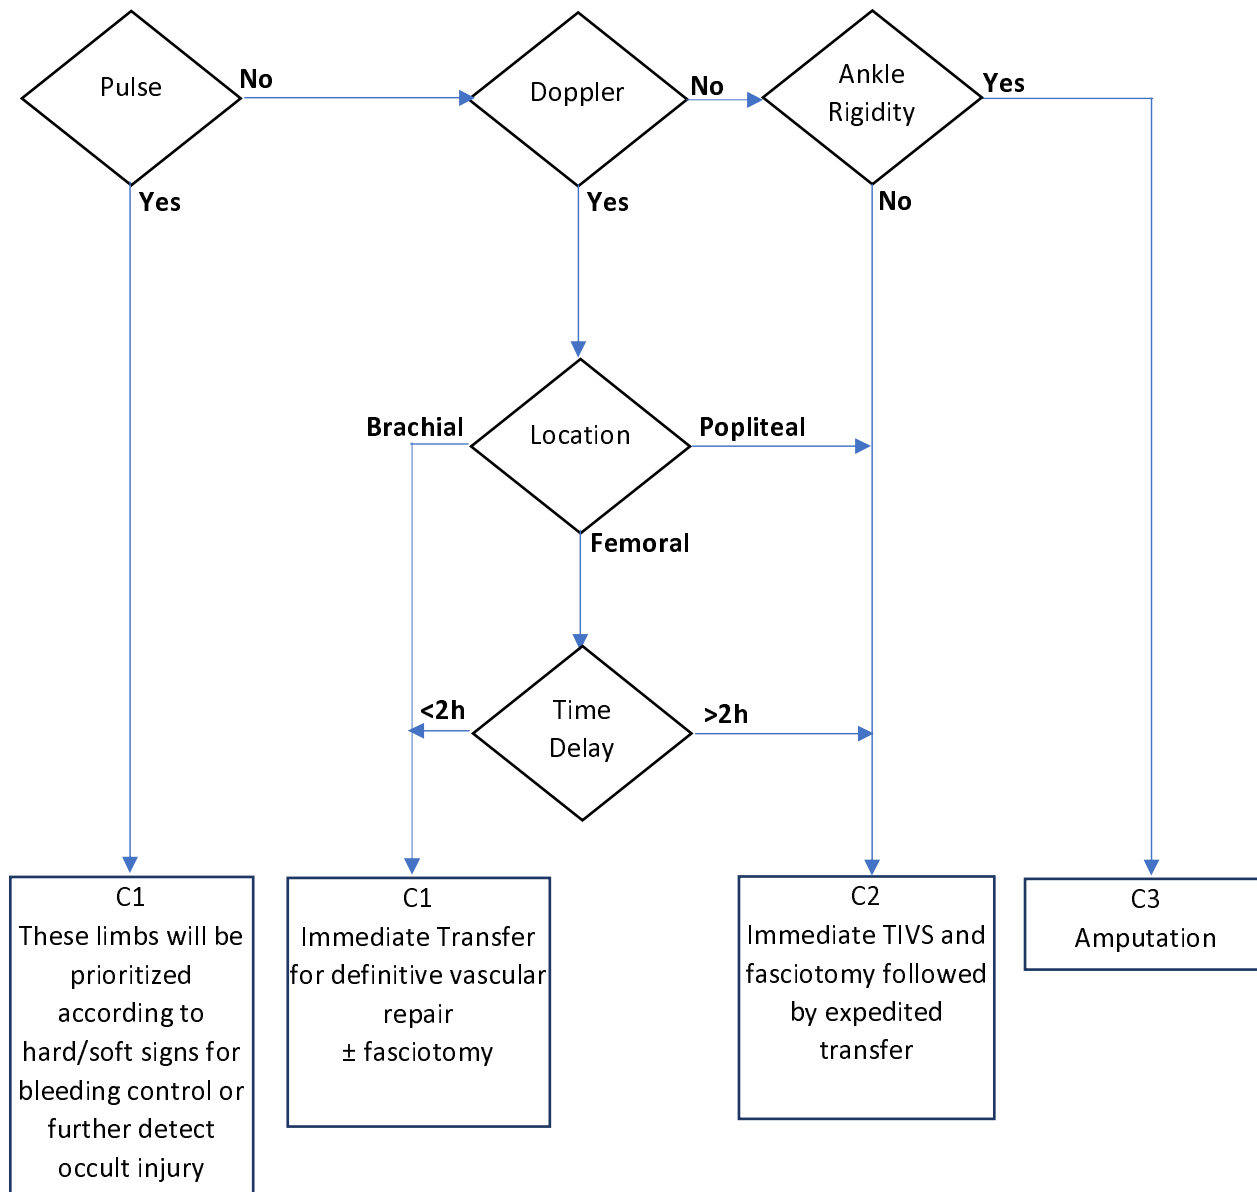 Pulse
No
Yes
Doppler
No
Yes
Ankle
Rigidity
Yes
No
Location
Brachial
Popliteal
Femoral
Time
Delay
<2h
>2h
C1
These limbs will be
prioritized
according to
hard/soft signs for
bleeding control or
further detect
occult injury
C1
Immediate Transfer
for definitive vascular
repair
± fasciotomy
C2
Immediate TIVS and
fasciotomy followed
by expedited
transfer
C3
Amputation